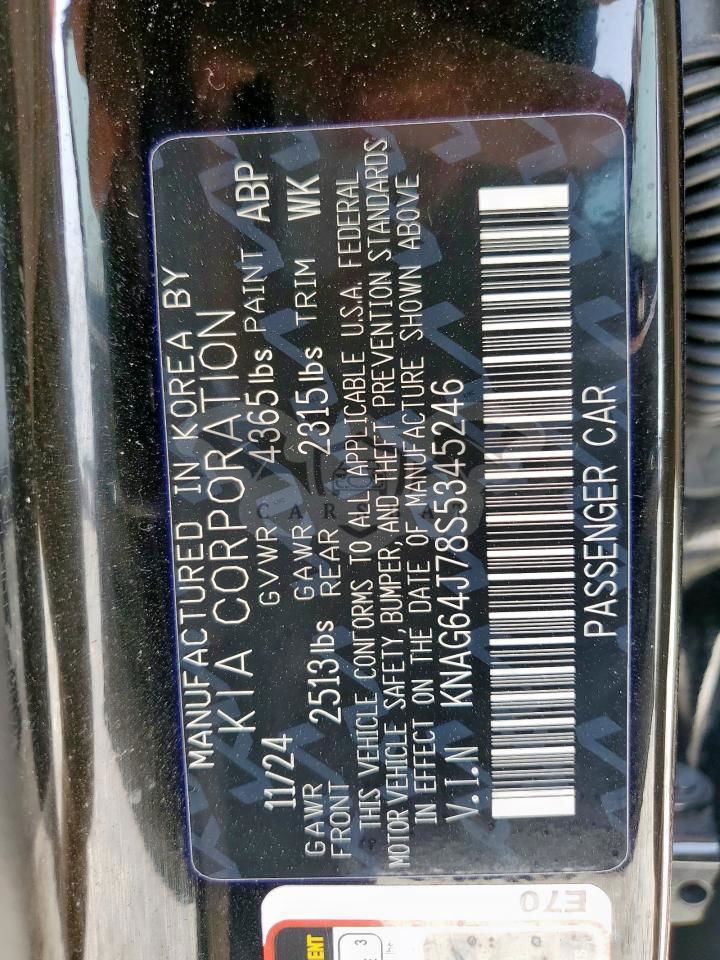 MANUFACTURED IN KOREA BY
KIA CORPORATION
11/24 GVWR 4365lbs PAINT ABP
GAWR FRONT 2513lbs GAWR REAR 2315lbs TRIM WK
THIS VEHICLE CONFORMS TO ALL APPLICABLE U.S.A. FEDERAL
MOTOR VEHICLE SAFETY, BUMPER, AND THEFT PREVENTION STANDARDS
IN EFFECT ON THE DATE OF MANUFACTURE SHOWN ABOVE
V.I.N KNAG64J78S5345246
PASSENGER CAR
E70